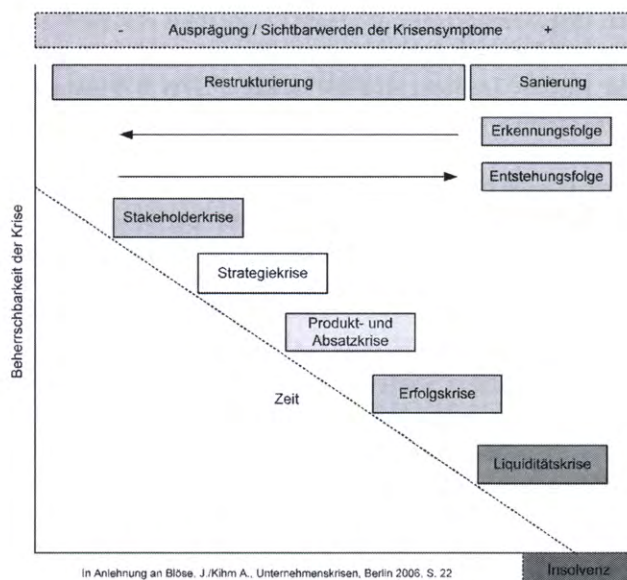 - Ausprägung / Sichtbarwerden der Krisensymptome +
Restrukturierung
Sanierung
Erkennungsfolge
Entstehungsfolge
Beherrschbarkeit der Krise
Stakeholderkrise
Strategiekrise
Produkt- und
Absatzkrise
Zeit
Erfolgskrise
Liquiditätskrise
In Anlehnung an Blöse, J./Kihm A., Unternehmenskrisen, Berlin 2006, S. 22
Insolvenz